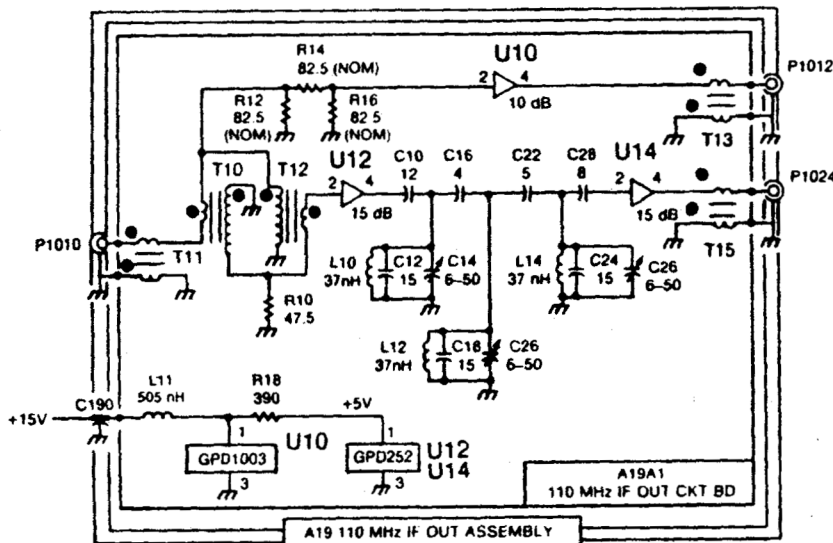 R14
82.5 (NOM)
U10
2
4
10 dB
P1012
R12
82.5
(NOM)
R16
82.5
(NOM)
T13
T10
T12
U12
2
4
15 dB
C10
12
C16
4
C22
5
C28
8
U14
2
4
15 dB
P1024
T15
P1010
T11
R10
47.5
L10
37nH
C12
15
C14
6–50
L14
37 nH
C24
15
C26
6–50
L12
37nH
C18
15
C26
6–50
+15V
C190
L11
505 nH
R18
390
+5V
1
GPD1003
3
U10
1
GPD252
3
U12
U14
A19A1
110 MHz IF OUT CKT BD
A19 110 MHz IF OUT ASSEMBLY